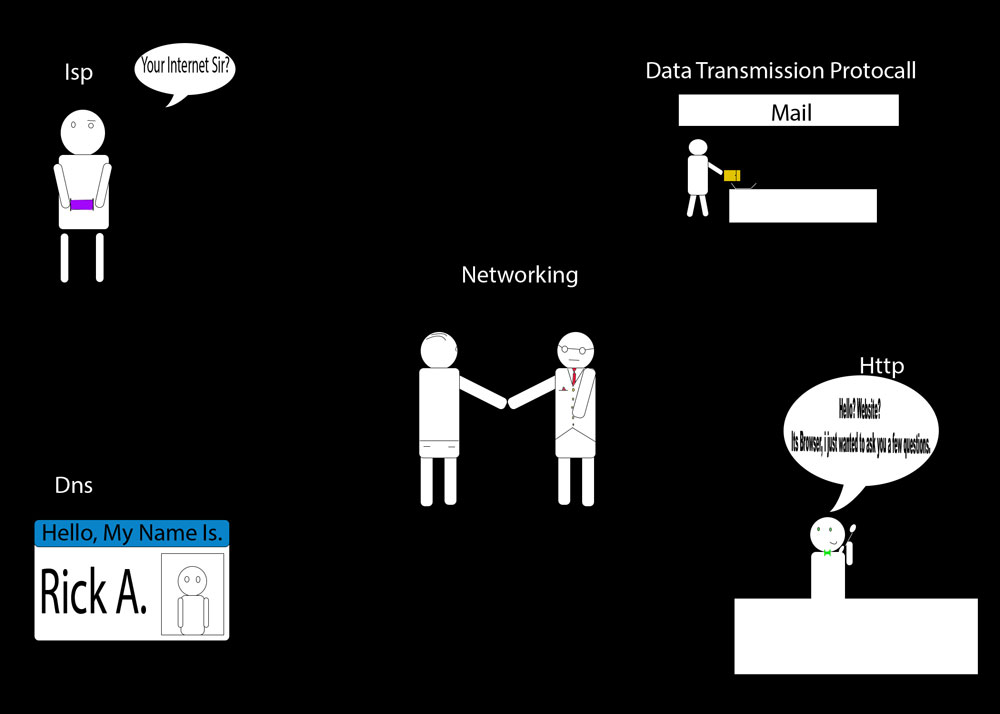 Isp
Your Internet Sir?
Data Transmission Protocall
Mail
Networking
Http
Hello? Website?
Its Browser, i just wanted to ask you a few questions.
Dns
Hello, My Name Is.
Rick A.